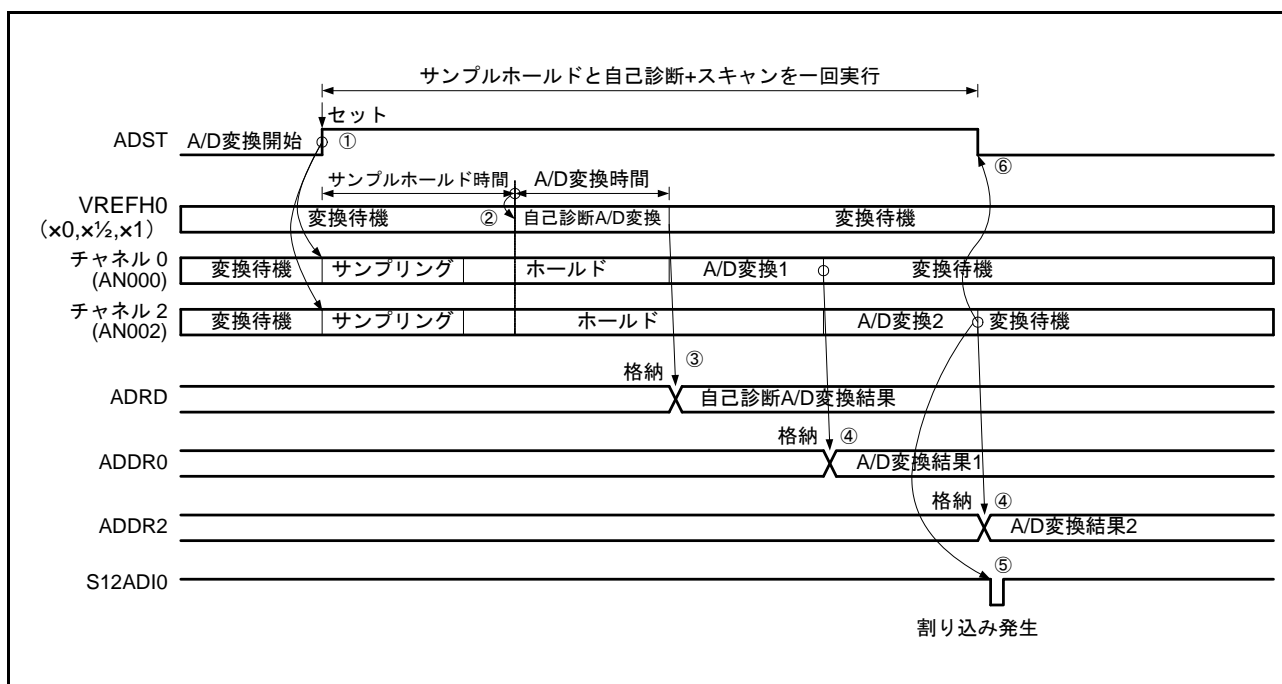 サンプルホールドと自己診断+スキャンを一回実行
セット
ADST
A/D変換開始
①
⑥
サンプルホールド時間
A/D変換時間
VREFH0
(×0,×½,×1)
変換待機
②
自己診断A/D変換
変換待機
チャネル 0
(AN000)
変換待機
サンプリング
ホールド
A/D変換1
変換待機
チャネル 2
(AN002)
変換待機
サンプリング
ホールド
A/D変換2
変換待機
格納
③
ADRD
自己診断A/D変換結果
格納
④
ADDR0
A/D変換結果1
格納
④
ADDR2
A/D変換結果2
S12ADI0
⑤
割り込み発生